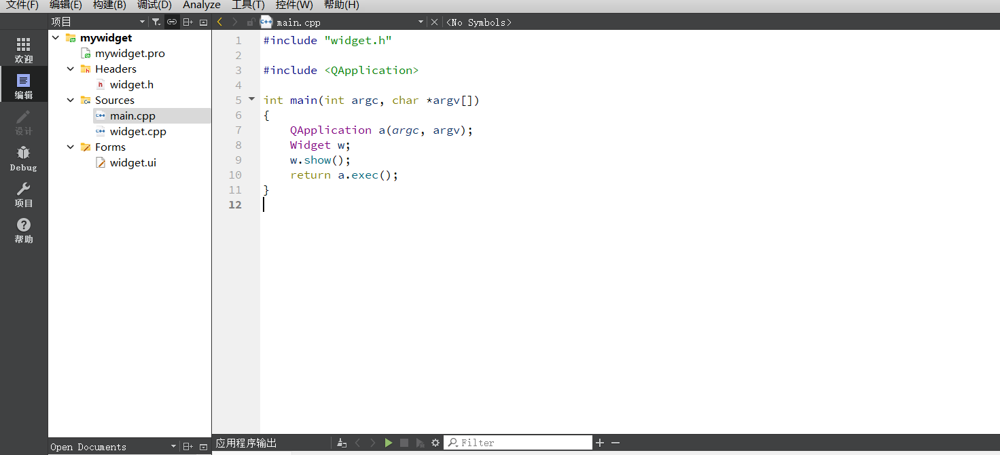 文件(F) 编辑(E) 构建(B) 调试(D) Analyze 工具(T) 控件(W) 帮助(H)
项目
main.cpp
<No Symbols>
欢迎
编辑
设计
Debug
项目
帮助
mywidget
mywidget.pro
Headers
widget.h
Sources
main.cpp
widget.cpp
Forms
widget.ui
1 #include "widget.h"
2
3 #include <QApplication>
4
5 int main(int argc, char *argv[])
6 {
7 QApplication a(argc, argv);
8 Widget w;
9 w.show();
10 return a.exec();
11 }
12
Open Documents
应用程序输出
Filter